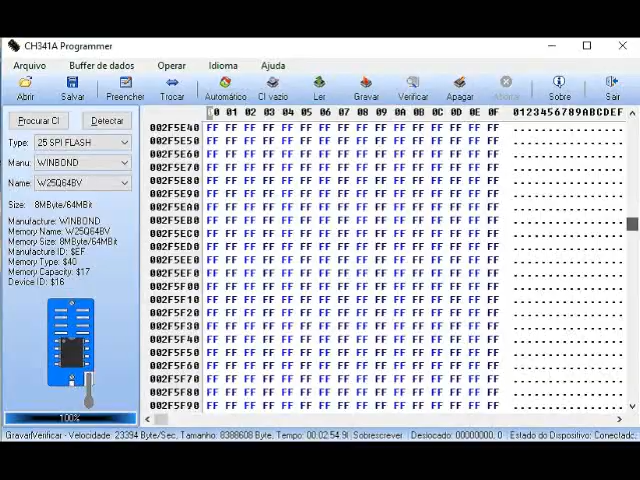 CH341A Programmer
Arquivo Buffer de dados Operar Idioma Ajuda
Abrir Salvar Preencher Trocar Automático CI vazio Ler Gravar Verificar Apagar Abortar Sobre Sair
Procurar CI Detectar
Type: 25 SPI FLASH
Manu: WINBOND
Name: W25Q64BV
Size: 8MByte/64MBit
Manufacture: WINBOND
Memory Name: W25Q64BV
Memory Size: 8MByte/64MBit
Manufacture ID: $EF
Memory Type: $40
Memory Capacity: $17
Device ID: $16
100%
00 01 02 03 04 05 06 07 08 09 0A 0B 0C 0D 0E 0F 0123456789ABCDEF
002F5E40 FF FF FF FF FF FF FF FF FF FF FF FF FF FF FF FF ................
002F5E50 FF FF FF FF FF FF FF FF FF FF FF FF FF FF FF FF ................
002F5E60 FF FF FF FF FF FF FF FF FF FF FF FF FF FF FF FF ................
002F5E70 FF FF FF FF FF FF FF FF FF FF FF FF FF FF FF FF ................
002F5E80 FF FF FF FF FF FF FF FF FF FF FF FF FF FF FF FF ................
002F5E90 FF FF FF FF FF FF FF FF FF FF FF FF FF FF FF FF ................
002F5EA0 FF FF FF FF FF FF FF FF FF FF FF FF FF FF FF FF ................
002F5EB0 FF FF FF FF FF FF FF FF FF FF FF FF FF FF FF FF ................
002F5EC0 FF FF FF FF FF FF FF FF FF FF FF FF FF FF FF FF ................
002F5ED0 FF FF FF FF FF FF FF FF FF FF FF FF FF FF FF FF ................
002F5EE0 FF FF FF FF FF FF FF FF FF FF FF FF FF FF FF FF ................
002F5EF0 FF FF FF FF FF FF FF FF FF FF FF FF FF FF FF FF ................
002F5F00 FF FF FF FF FF FF FF FF FF FF FF FF FF FF FF FF ................
002F5F10 FF FF FF FF FF FF FF FF FF FF FF FF FF FF FF FF ................
002F5F20 FF FF FF FF FF FF FF FF FF FF FF FF FF FF FF FF ................
002F5F30 FF FF FF FF FF FF FF FF FF FF FF FF FF FF FF FF ................
002F5F40 FF FF FF FF FF FF FF FF FF FF FF FF FF FF FF FF ................
002F5F50 FF FF FF FF FF FF FF FF FF FF FF FF FF FF FF FF ................
002F5F60 FF FF FF FF FF FF FF FF FF FF FF FF FF FF FF FF ................
002F5F70 FF FF FF FF FF FF FF FF FF FF FF FF FF FF FF FF ................
002F5F80 FF FF FF FF FF FF FF FF FF FF FF FF FF FF FF FF ................
002F5F90 FF FF FF FF FF FF FF FF FF FF FF FF FF FF FF FF ................
Gravar/Verificar - Velocidade: 23394 Byte/Sec, Tamanho: 8388608 Byte, Tempo: 00:02:54 Sobrescrever Deslocado: 00000000, 0 Estado do Dispositivo: